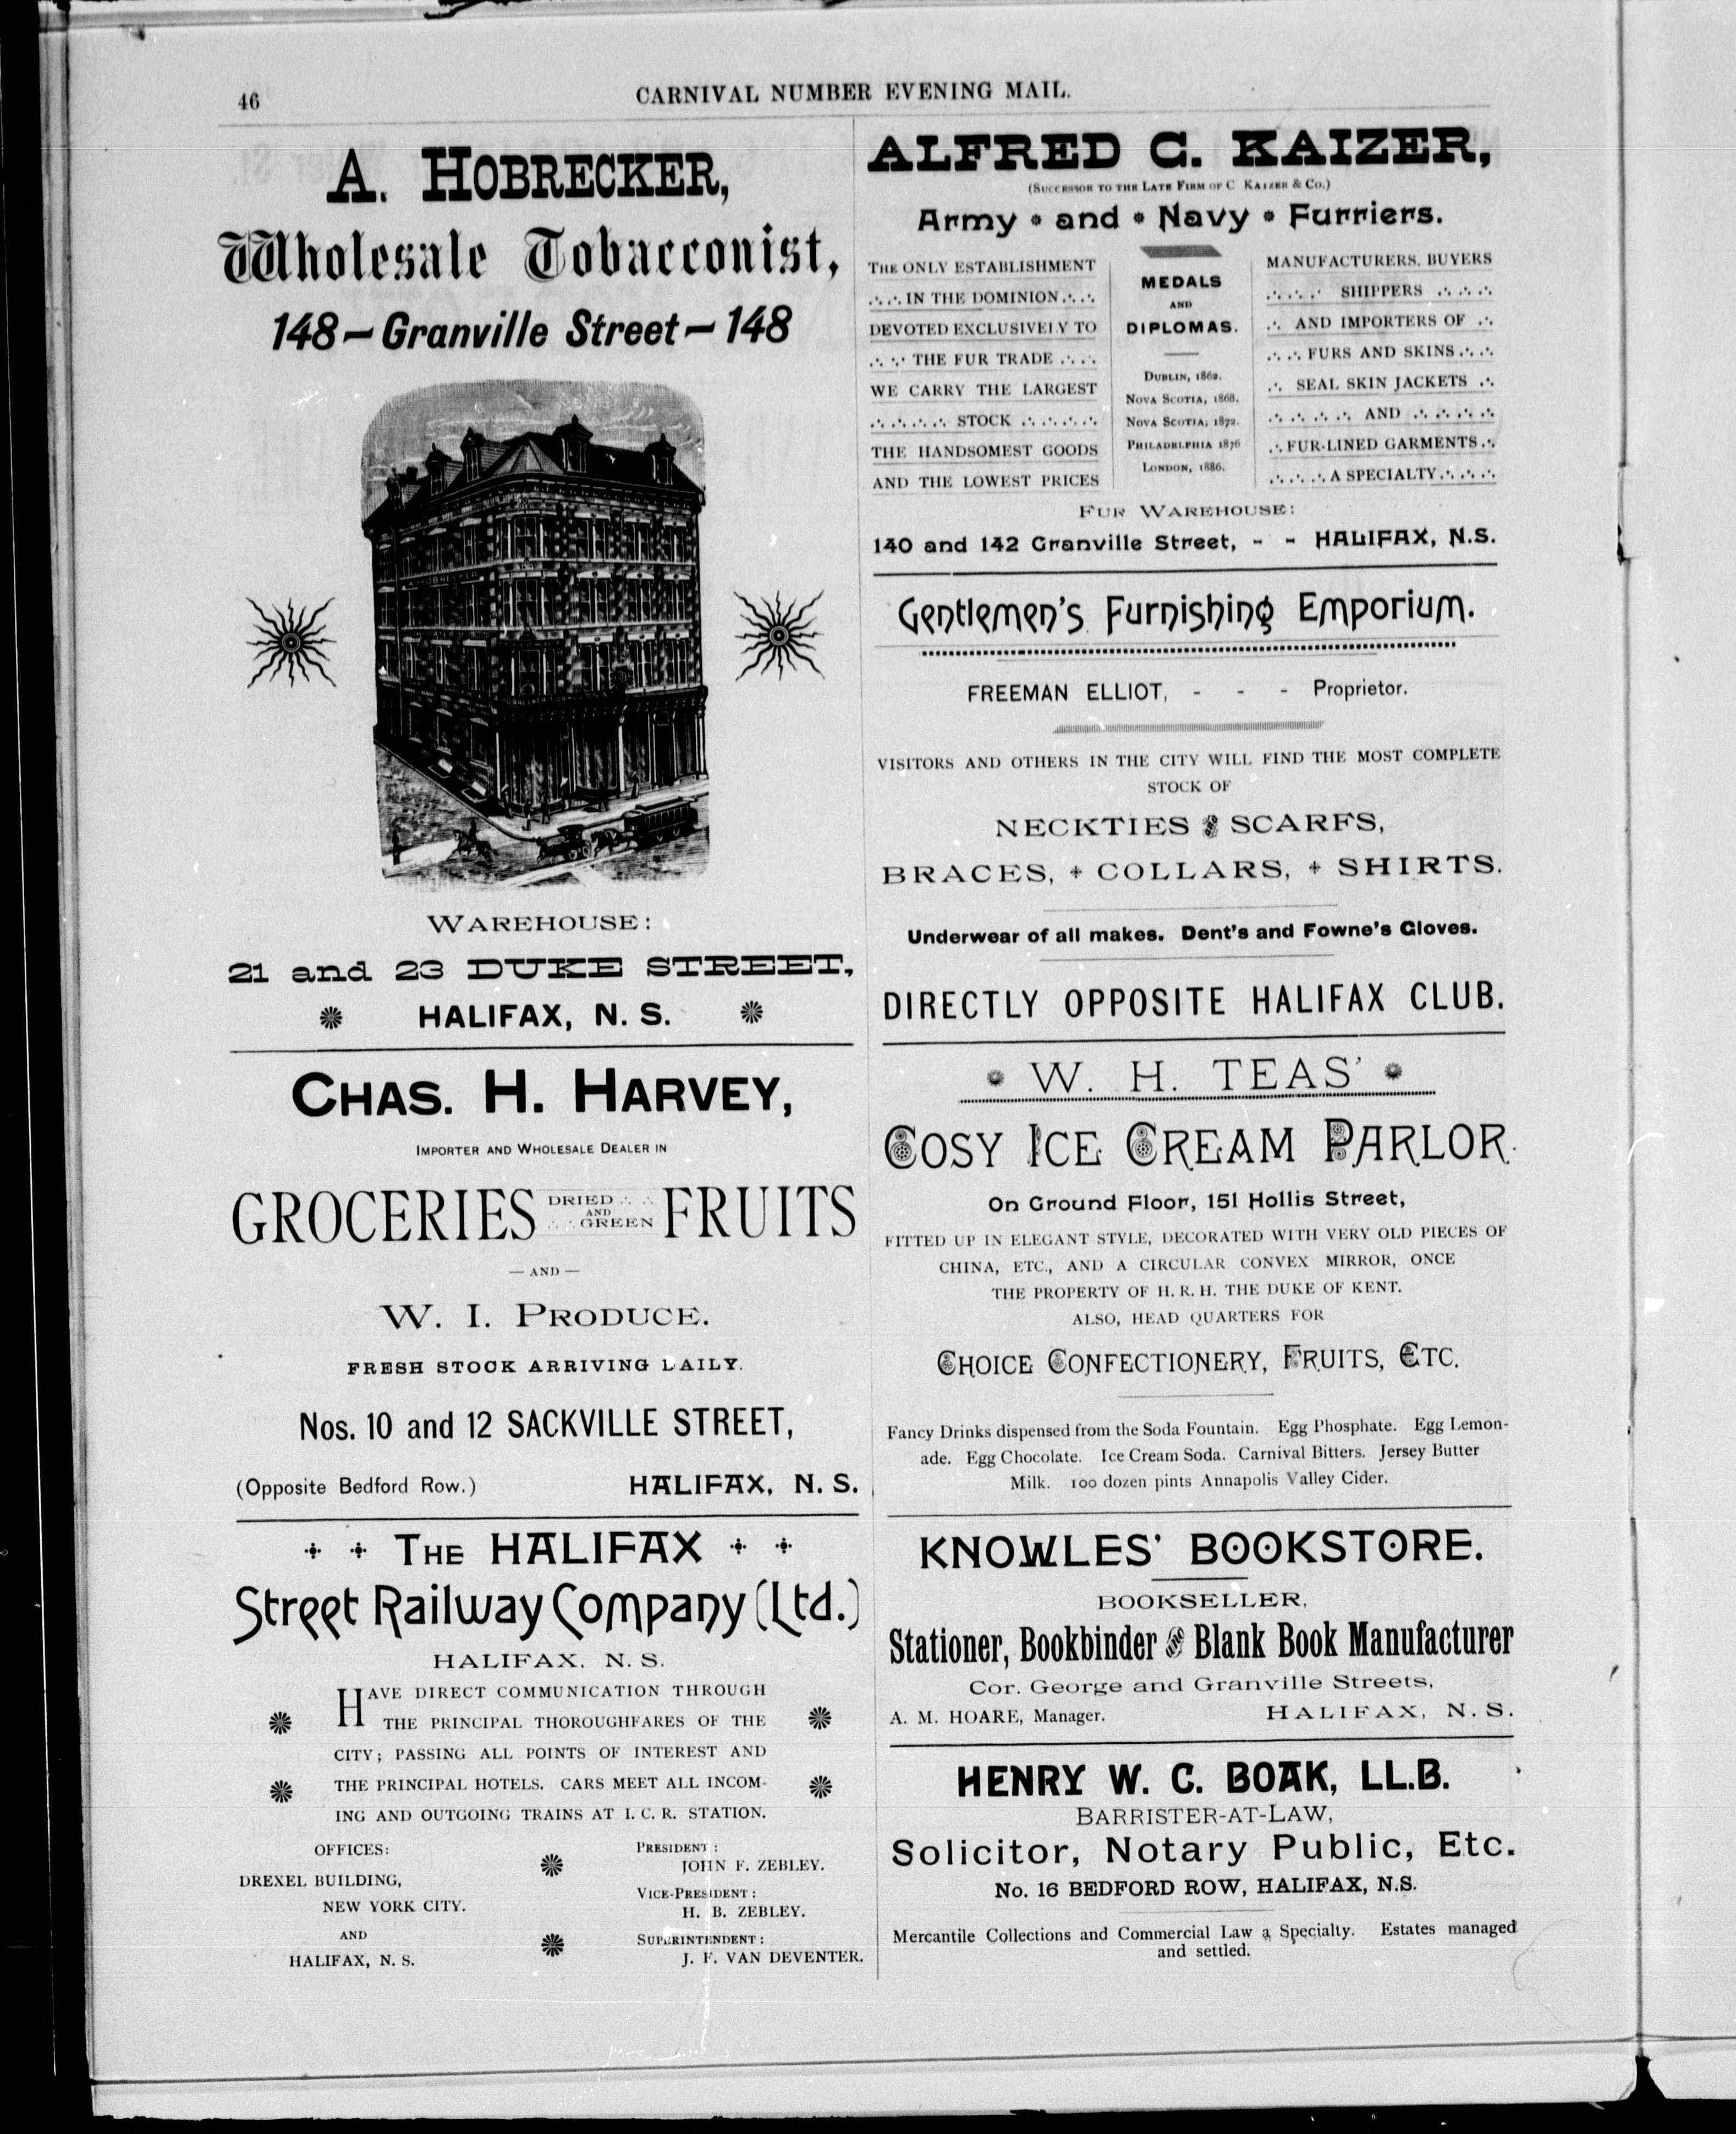 46
CARNIVAL NUMBER EVENING MAIL.
A. HOBRECKER,
Wholesale Tobacconist,
148—Granville Street—148
WAREHOUSE:
21 and 23 DUKE STREET,
HALIFAX, N. S.
CHAS. H. HARVEY,
IMPORTER AND WHOLESALE DEALER IN
GROCERIES DRIED AND GREEN FRUITS
— AND —
W. I. PRODUCE.
FRESH STOCK ARRIVING DAILY.
Nos. 10 and 12 SACKVILLE STREET,
(Opposite Bedford Row.) HALIFAX, N. S.
THE HALIFAX
Street Railway Company (Ltd.)
HALIFAX, N. S.
HAVE DIRECT COMMUNICATION THROUGH
THE PRINCIPAL THOROUGHFARES OF THE
CITY; PASSING ALL POINTS OF INTEREST AND
THE PRINCIPAL HOTELS. CARS MEET ALL INCOM-
ING AND OUTGOING TRAINS AT I. C. R. STATION.
OFFICES:
DREXEL BUILDING,
NEW YORK CITY.
AND
HALIFAX, N. S.
PRESIDENT:
JOHN F. ZEBLEY.
VICE-PRESIDENT:
H. B. ZEBLEY.
SUPERINTENDENT:
J. F. VAN DEVENTER.
ALFRED C. KAIZER,
(SUCCESSOR TO THE LATE FIRM OF C KAIZER & CO.)
Army and Navy Furriers.
THE ONLY ESTABLISHMENT
IN THE DOMINION
DEVOTED EXCLUSIVELY TO
THE FUR TRADE
WE CARRY THE LARGEST
STOCK
THE HANDSOMEST GOODS
AND THE LOWEST PRICES
MEDALS
AND
DIPLOMAS.
DUBLIN, 1862.
NOVA SCOTIA, 1868.
NOVA SCOTIA, 1872.
PHILADELPHIA 1876
LONDON, 1886.
MANUFACTURERS, BUYERS
SHIPPERS
AND IMPORTERS OF
FURS AND SKINS
SEAL SKIN JACKETS
AND
FUR-LINED GARMENTS
A SPECIALTY
FUR WAREHOUSE:
140 and 142 Granville Street, - - HALIFAX, N.S.
Gentlemen's Furnishing Emporium.
FREEMAN ELLIOT, - - - Proprietor.
VISITORS AND OTHERS IN THE CITY WILL FIND THE MOST COMPLETE
STOCK OF
NECKTIES & SCARFS,
BRACES, + COLLARS, + SHIRTS.
Underwear of all makes. Dent's and Fowne's Gloves.
DIRECTLY OPPOSITE HALIFAX CLUB.
W. H. TEAS'
COSY ICE CREAM PARLOR.
On Ground Floor, 151 Hollis Street,
FITTED UP IN ELEGANT STYLE, DECORATED WITH VERY OLD PIECES OF
CHINA, ETC., AND A CIRCULAR CONVEX MIRROR, ONCE
THE PROPERTY OF H. R. H. THE DUKE OF KENT.
ALSO, HEAD QUARTERS FOR
CHOICE CONFECTIONERY, FRUITS, ETC.
Fancy Drinks dispensed from the Soda Fountain. Egg Phosphate. Egg Lemon-
ade. Egg Chocolate. Ice Cream Soda. Carnival Bitters. Jersey Butter
Milk. 100 dozen pints Annapolis Valley Cider.
KNOWLES' BOOKSTORE.
BOOKSELLER,
Stationer, Bookbinder & Blank Book Manufacturer
Cor. George and Granville Streets,
A. M. HOARE, Manager. HALIFAX, N. S.
HENRY W. C. BOAK, LL.B.
BARRISTER-AT-LAW,
Solicitor, Notary Public, Etc.
No. 16 BEDFORD ROW, HALIFAX, N.S.
Mercantile Collections and Commercial Law a Specialty. Estates managed
and settled.